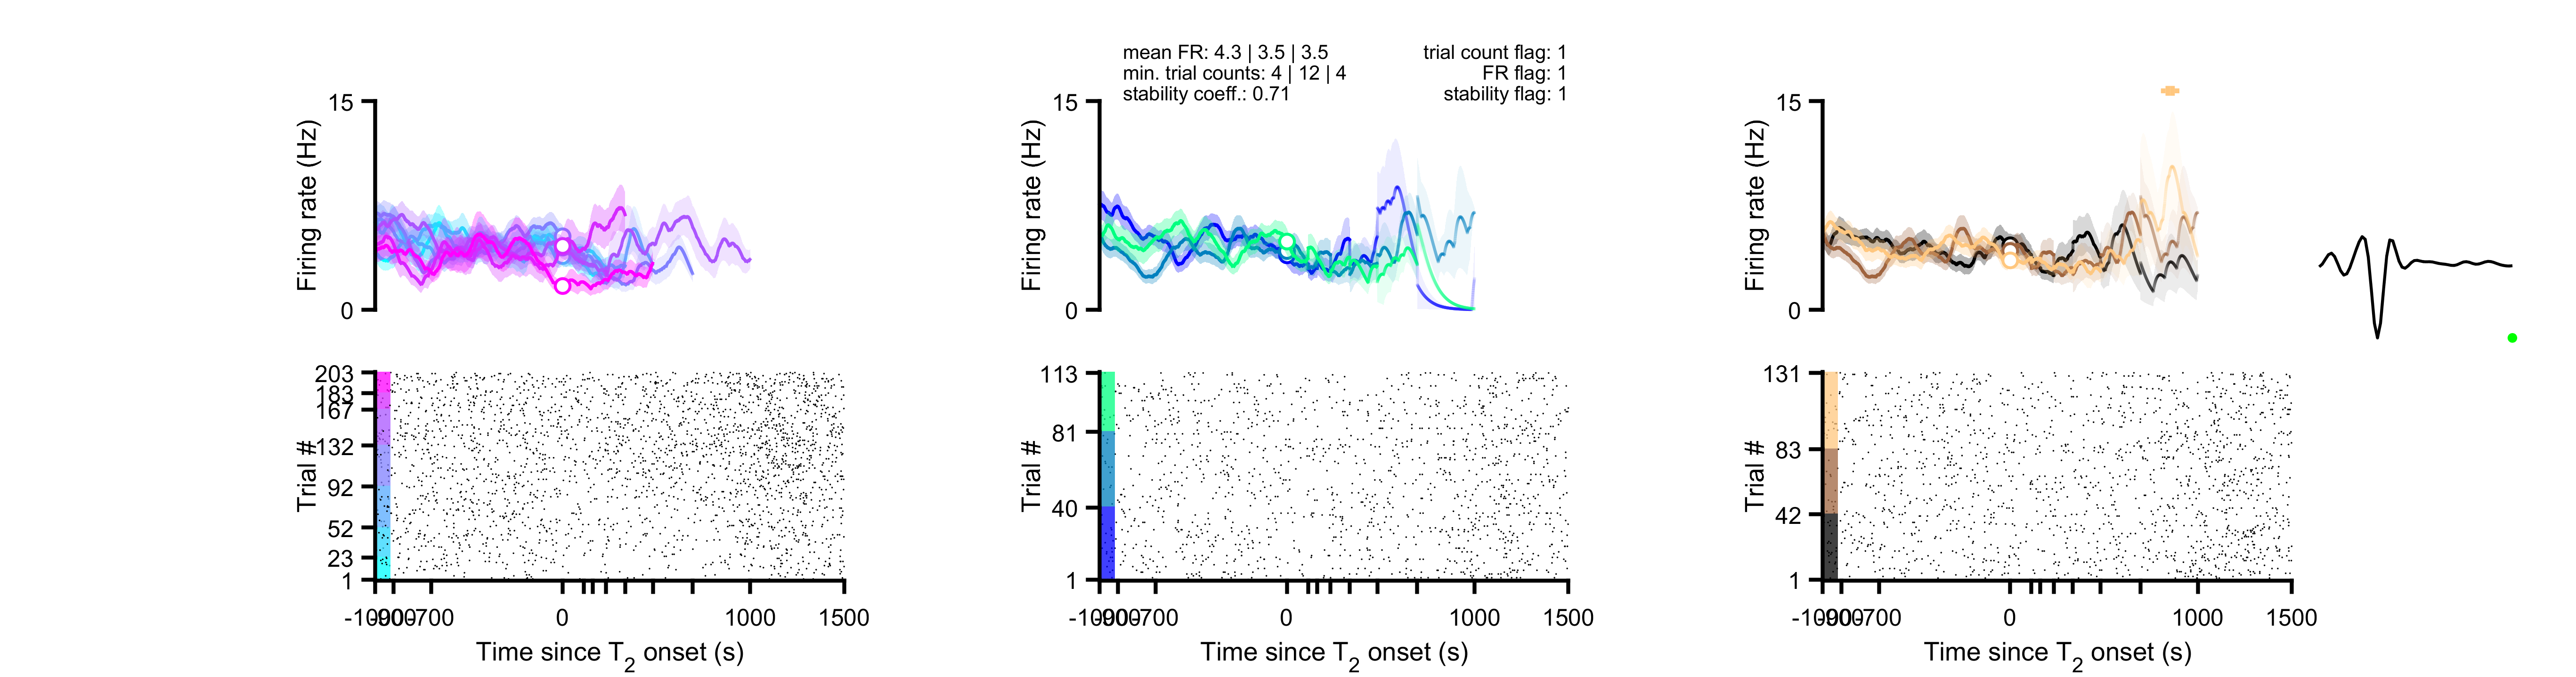 mean FR: 4.3 | 3.5 | 3.5
trial count flag: 1
min. trial counts: 4 | 12 | 4
FR flag: 1
stability coeff.: 0.71
stability flag: 1
15
Firing rate (Hz)
0
15
Firing rate (Hz)
0
15
Firing rate (Hz)
0
203
183
167
132
92
52
23
1
Trial #
0
1000
1500
Time since T2 onset (s)
113
81
40
1
Trial #
0
1000
1500
Time since T2 onset (s)
131
83
42
1
Trial #
0
1000
1500
Time since T2 onset (s)